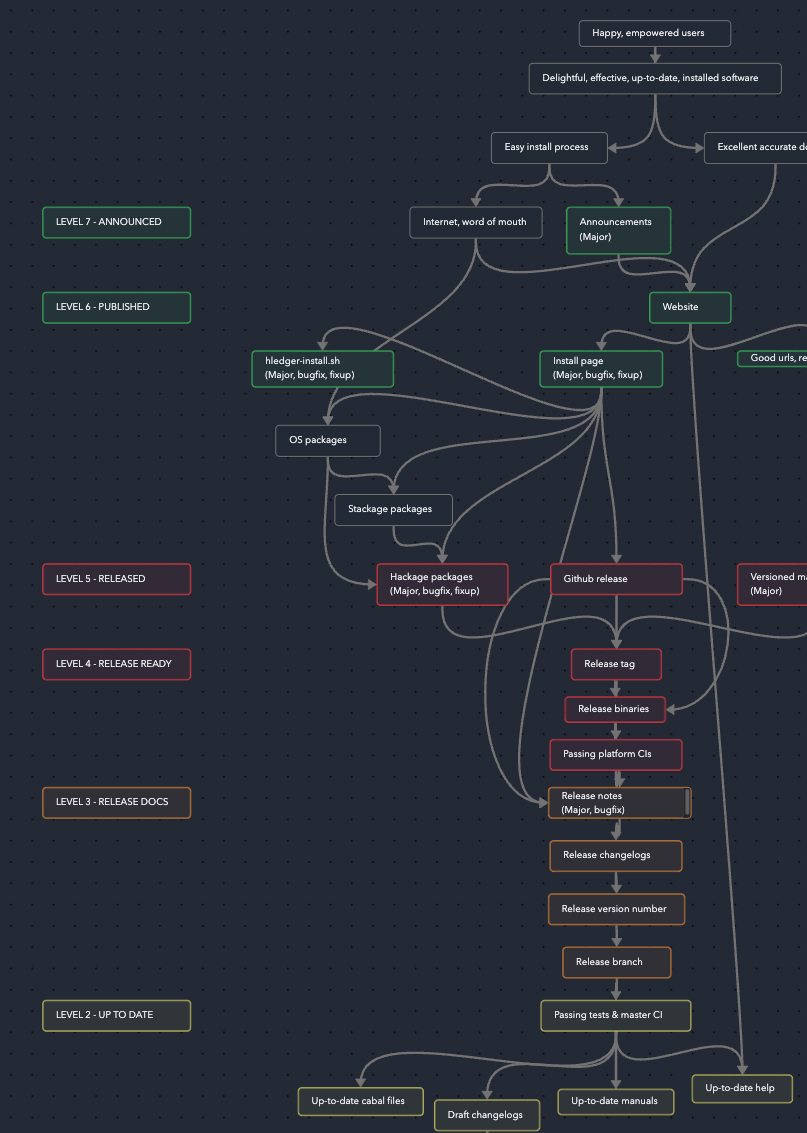 Happy, empowered users
Delightful, effective, up-to-date, installed software
Easy install process
Excellent accurate
LEVEL 7 - ANNOUNCED
Internet, word of mouth
Announcements
(Major)
LEVEL 6 - PUBLISHED
Website
hledger-install.sh
(Major, bugfix, fixup)
Install page
(Major, bugfix, fixup)
Good urls,
OS packages
Stackage packages
LEVEL 5 - RELEASED
Hackage packages
(Major, bugfix, fixup)
Github release
Versioned
(Major)
LEVEL 4 - RELEASE READY
Release tag
Release binaries
Passing platform CIs
LEVEL 3 - RELEASE DOCS
Release notes
(Major, bugfix)
Release changelogs
Release version number
Release branch
LEVEL 2 - UP TO DATE
Passing tests & master CI
Up-to-date cabal files
Draft changelogs
Up-to-date manuals
Up-to-date help